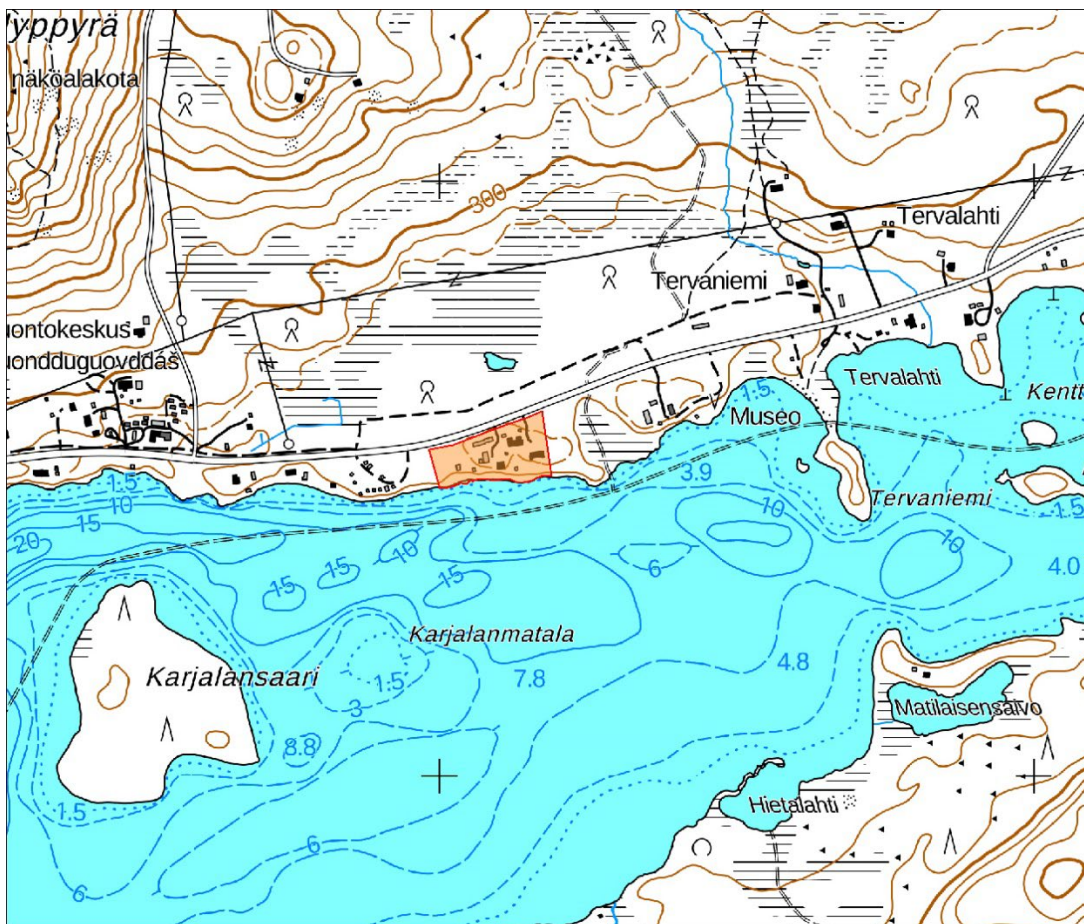 yppyrä
näköalakota
300
Tervalahti
Tervaniemi
Z
Z
Z
uontokeskus
uondduguovddáš
Tervalahti
1.5
Museo
Kentt
1.5
10
15
20
3.9
10
Tervaniemi
1.5
10
15
15
15
6
10
4.0
Karjalanmatala
Karjalansaari
1.5
7.8
4.8
3
Matilaisensalvo
8.8
1.5
Hietalahti
6
6